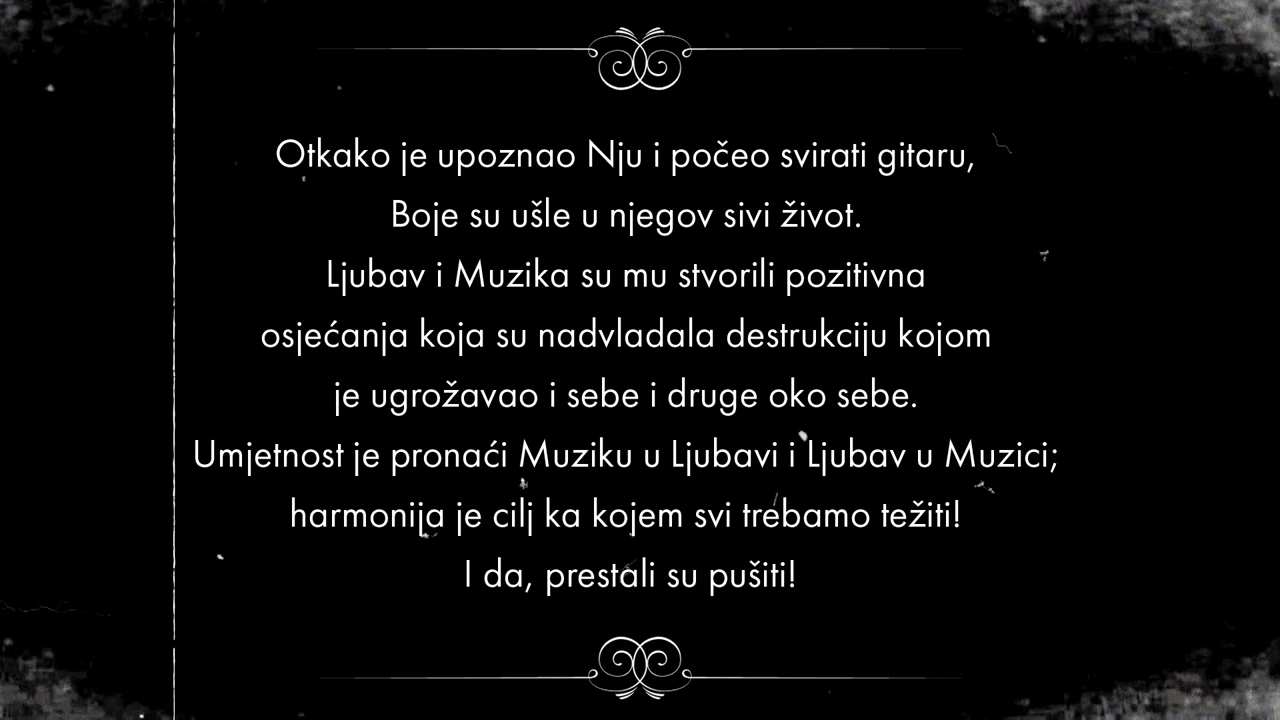 Otkako je upoznao Nju i počeo svirati gitaru,
Boje su ušle u njegov sivi život.
Ljubav i Muzika su mu stvorili pozitivna
osjećanja koja su nadvladala destrukciju kojom
je ugrožavao i sebe i druge oko sebe.
Umjetnost je pronaći Muziku u Ljubavi i Ljubav u Muzici;
harmonija je cilj ka kojem svi trebamo težiti!
I da, prestali su pušiti!